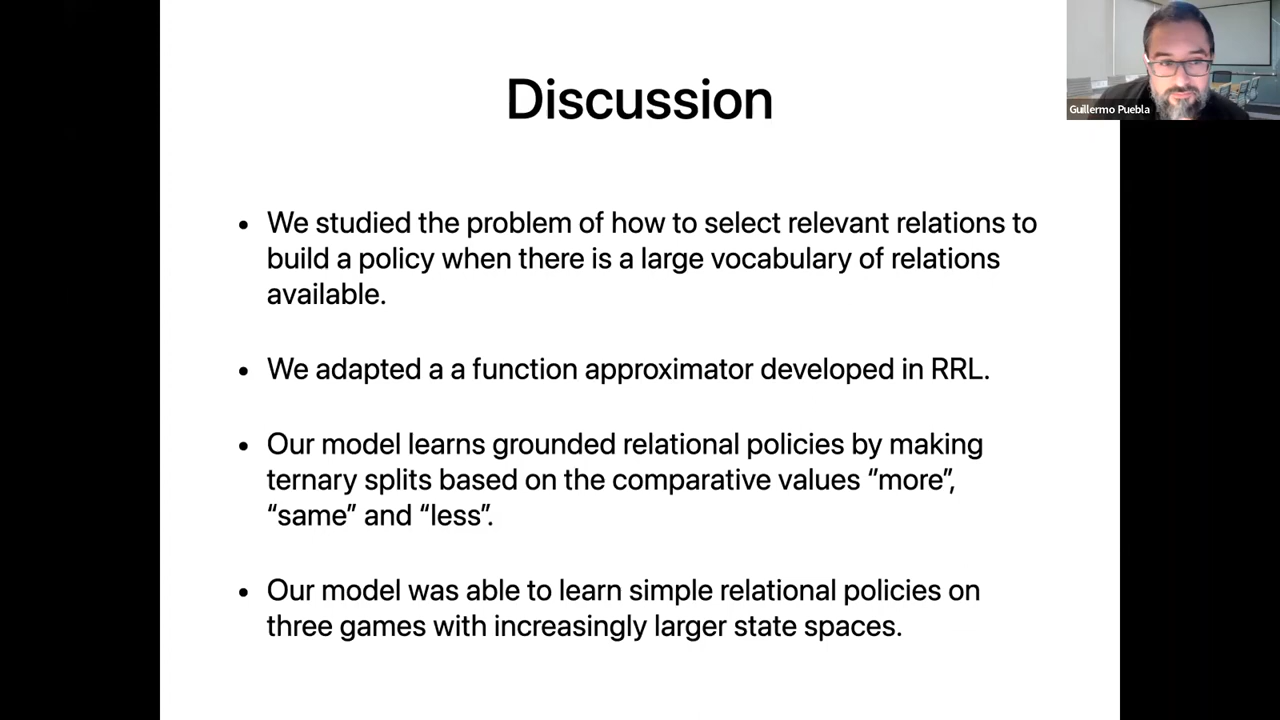 Discussion
Guillermo Puebla
• We studied the problem of how to select relevant relations to
build a policy when there is a large vocabulary of relations
available.
• We adapted a a function approximator developed in RRL.
• Our model learns grounded relational policies by making
ternary splits based on the comparative values “more”,
“same” and “less”.
• Our model was able to learn simple relational policies on
three games with increasingly larger state spaces.